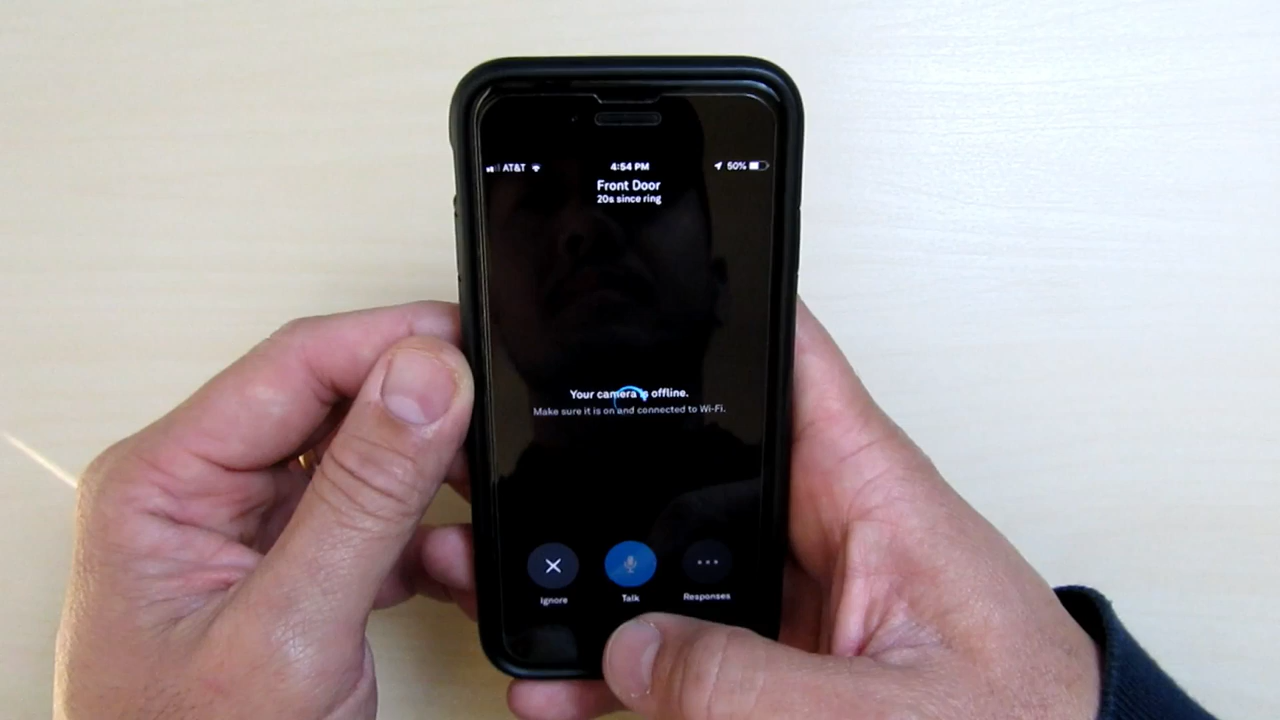 AT&T 4:54 PM 50%
Front Door
20s since ring
Your camera is offline.
Make sure it is on and connected to Wi-Fi.
Ignore Talk Responses